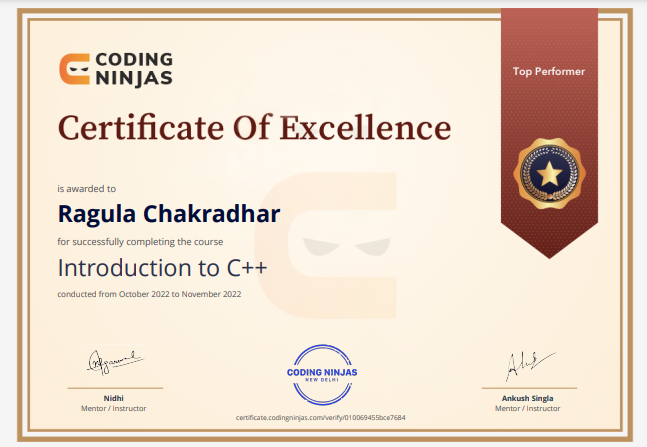 CODING
NINJAS
Top Performer
Certificate Of Excellence
is awarded to
Ragula Chakradhar
for successfully completing the course
Introduction to C++
conducted from October 2022 to November 2022
CODING NINJAS
NEW DELHI
Nidhi
Mentor / Instructor
Ankush Singla
Mentor / Instructor
certificate.codingninjas.com/verify/010069455bce7684